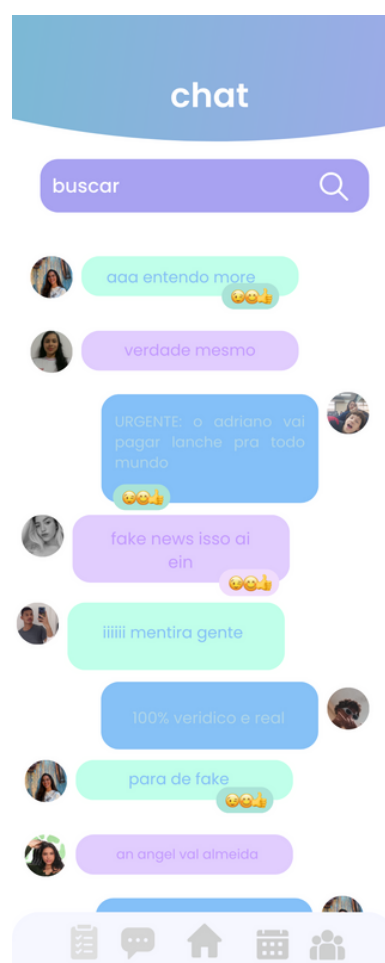 chat
buscar
aaa entendo more
verdade mesmo
URGENTE: o adriano vai
pagar lanche pra todo
mundo
fake news isso ai
ein
iiiiii mentira gente
100% veridico e real
para de fake
an angel val almeida